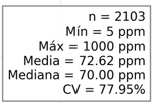 n = 2103
Mín = 5 ppm
Máx = 1000 ppm
Media = 72.62 ppm
Mediana = 70.00 ppm
CV = 77.95%